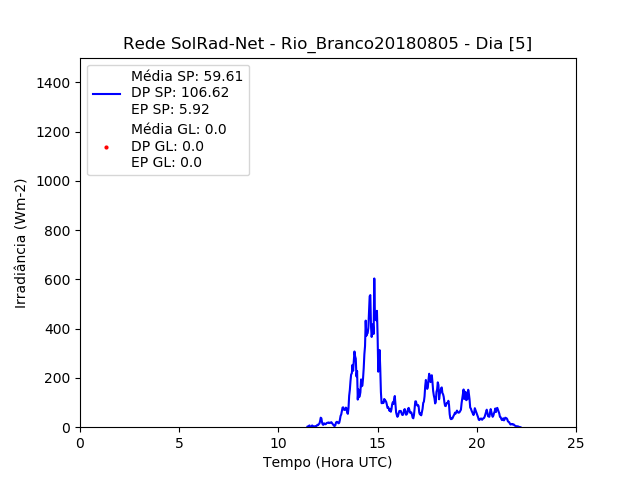 Rede SolRad-Net - Rio_Branco20180805 - Dia [5]
Média SP: 59.61
DP SP: 106.62
EP SP: 5.92
Média GL: 0.0
DP GL: 0.0
EP GL: 0.0
1400
1200
1000
800
600
400
200
0
Irradiância (Wm-2)
0 5 10 15 20 25
Tempo (Hora UTC)